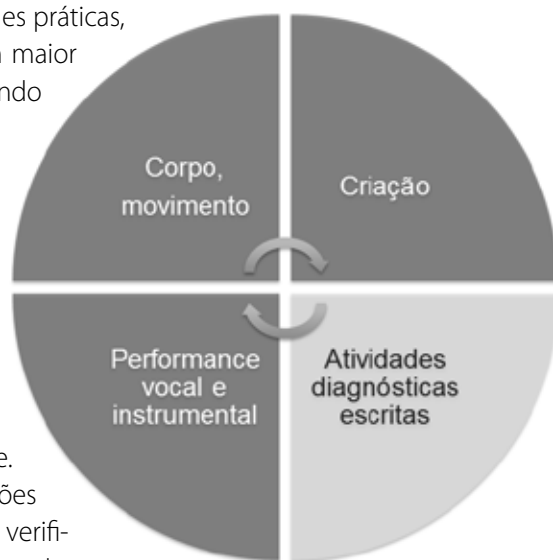 es práticas,
maior
ndo
Corpo,
movimento
Criação
Performance
vocal e
instrumental
Atividades
diagnósticas
escritas
e.
ões
verifi-